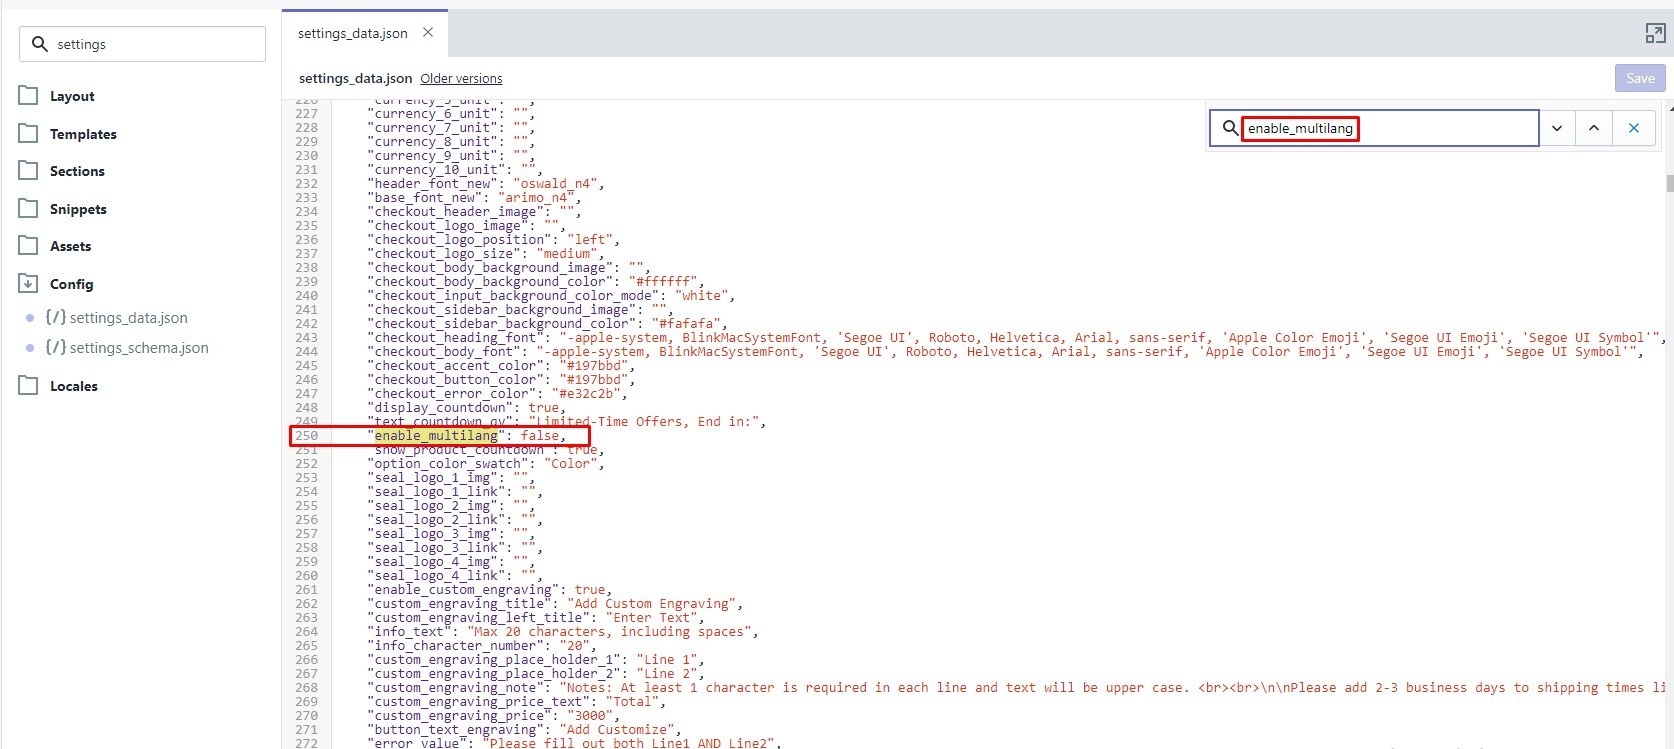 settings
Layout
Templates
Sections
Snippets
Assets
Config
{/} settings_data.json
{/} settings_schema.json
Locales
settings_data.json ×
settings_data.json Older versions
Save
enable_multilang
226 "currency_5_unit": "",
227 "currency_6_unit": "",
228 "currency_7_unit": "",
229 "currency_8_unit": "",
230 "currency_9_unit": "",
231 "currency_10_unit": "",
232 "header_font_new": "oswald_n4",
233 "base_font_new": "arimo_n4",
234 "checkout_header_image": "",
235 "checkout_logo_image": "",
236 "checkout_logo_position": "left",
237 "checkout_logo_size": "medium",
238 "checkout_body_background_image": "",
239 "checkout_body_background_color": "#ffffff",
240 "checkout_input_background_color_mode": "white",
241 "checkout_sidebar_background_image": "",
242 "checkout_sidebar_background_color": "#fafafa",
243 "checkout_heading_font": "-apple-system, BlinkMacSystemFont, 'Segoe UI', Roboto, Helvetica, Arial, sans-serif, 'Apple Color Emoji', 'Segoe UI Emoji', 'Segoe UI Symbol'",
244 "checkout_body_font": "-apple-system, BlinkMacSystemFont, 'Segoe UI', Roboto, Helvetica, Arial, sans-serif, 'Apple Color Emoji', 'Segoe UI Emoji', 'Segoe UI Symbol'",
245 "checkout_accent_color": "#197bbd",
246 "checkout_button_color": "#197bbd",
247 "checkout_error_color": "#e32c2b",
248 "display_countdown": true,
249 "text_countdown_qv": "Limited-Time Offers, End in:",
250 "enable_multilang": false,
251 "show_product_countdown": true,
252 "option_color_swatch": "Color",
253 "seal_logo_1_img": "",
254 "seal_logo_1_link": "",
255 "seal_logo_2_img": "",
256 "seal_logo_2_link": "",
257 "seal_logo_3_img": "",
258 "seal_logo_3_link": "",
259 "seal_logo_4_img": "",
260 "seal_logo_4_link": "",
261 "enable_custom_engraving": true,
262 "custom_engraving_title": "Add Custom Engraving",
263 "custom_engraving_left_title": "Enter Text",
264 "info_text": "Max 20 characters, including spaces",
265 "info_character_number": "20",
266 "custom_engraving_place_holder_1": "Line 1",
267 "custom_engraving_place_holder_2": "Line 2",
268 "custom_engraving_note": "Notes: At least 1 character is required in each line and text will be upper case. <br><br>\n\nPlease add 2-3 business days to shipping times li
269 "custom_engraving_price_text": "Total",
270 "custom_engraving_price": "3000",
271 "button_text_engraving": "Add Customize",
272 "error_value": "Please fill out both Line1 AND Line2",